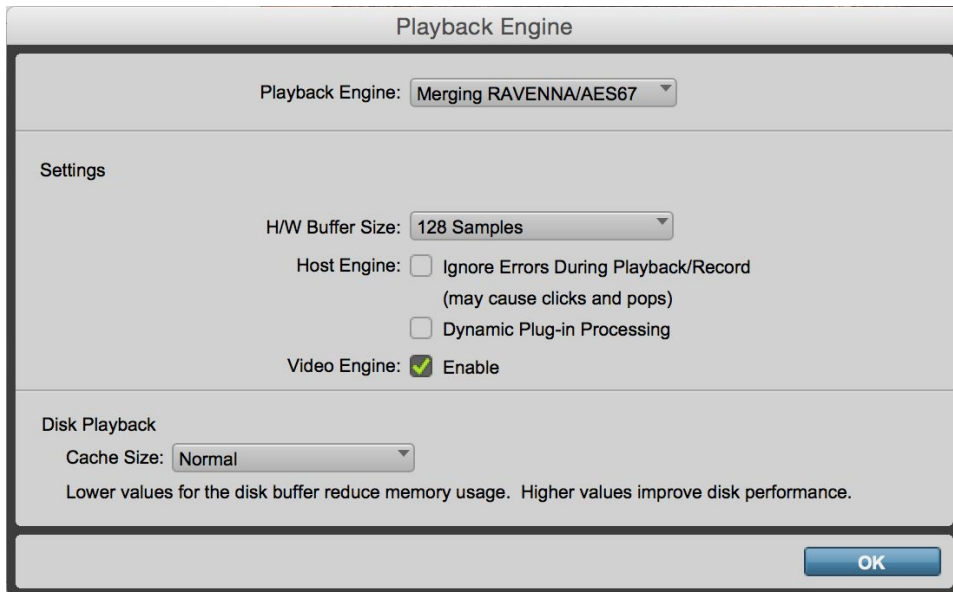 Playback Engine
Playback Engine: Merging RAVENNA/AES67
Settings
H/W Buffer Size: 128 Samples
Host Engine: Ignore Errors During Playback/Record
(may cause clicks and pops)
Dynamic Plug-in Processing
Video Engine: Enable
Disk Playback
Cache Size: Normal
Lower values for the disk buffer reduce memory usage. Higher values improve disk performance.
OK